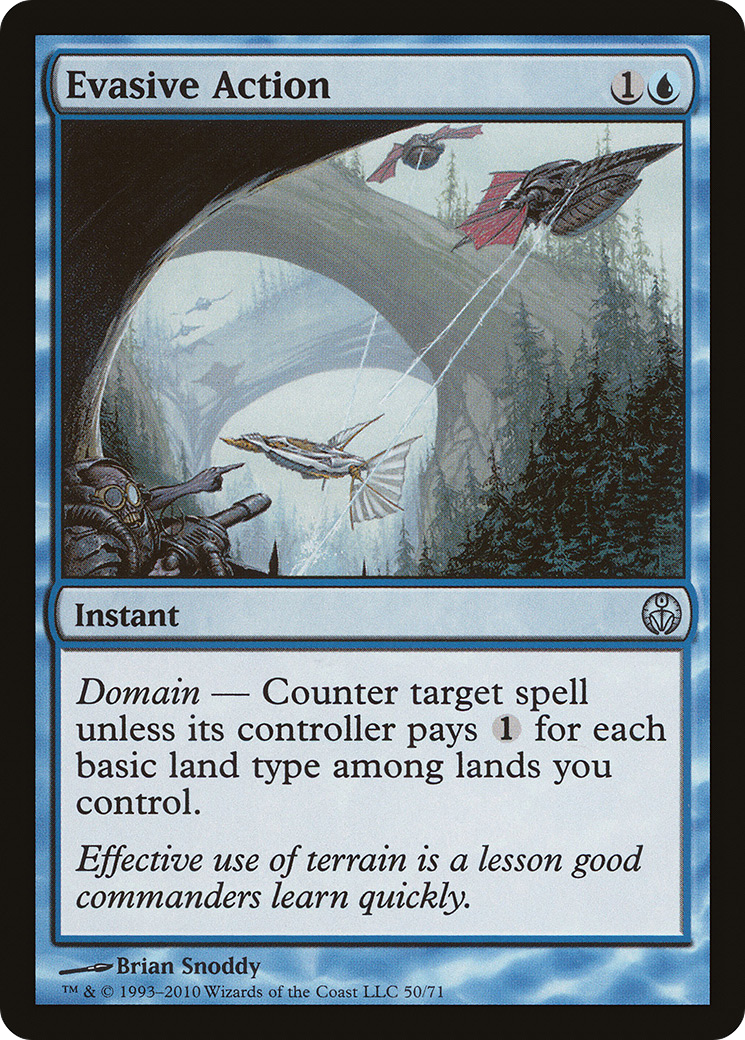 Evasive Action 1
Instant
Domain — Counter target spell
unless its controller pays 1 for each
basic land type among lands you
control.
Effective use of terrain is a lesson good
commanders learn quickly.
Brian Snoddy
™ & © 1993–2010 Wizards of the Coast LLC 50/71